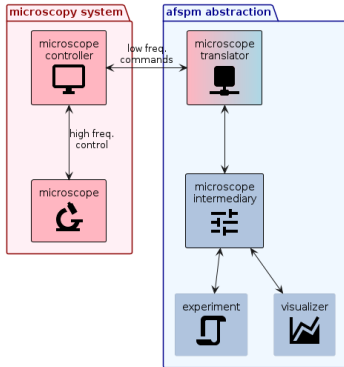 microscopy system
afspm abstraction
microscope
controller
low freq.
commands
microscope
translator
high freq.
control
microscope
microscope
intermediary
experiment
visualizer